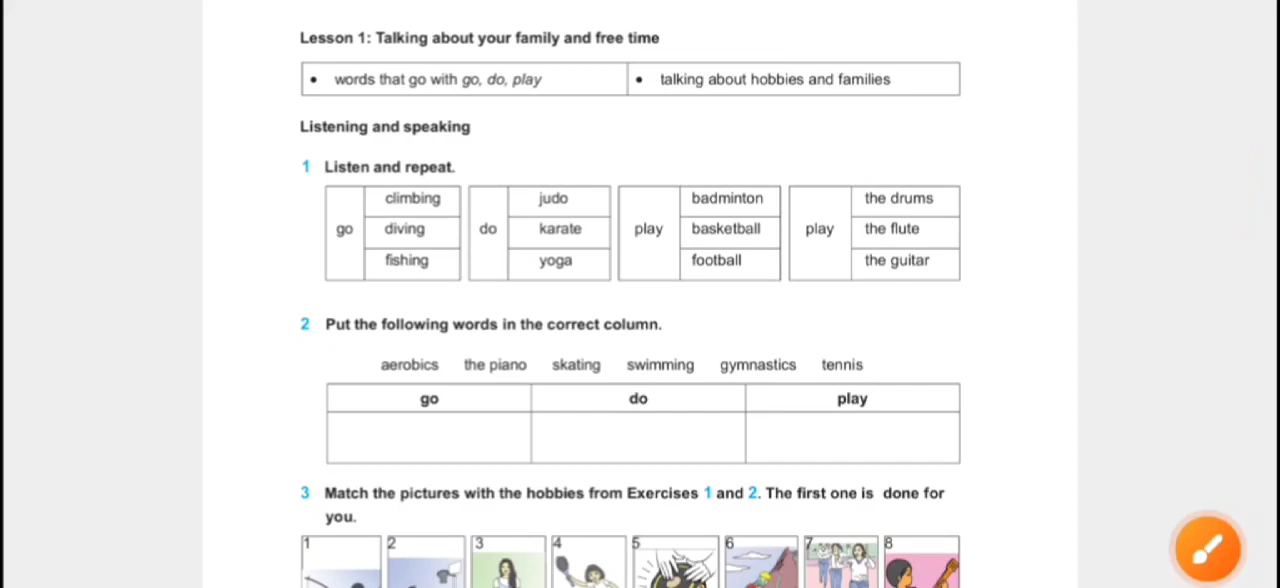 Lesson 1: Talking about your family and free time
• words that go with go, do, play • talking about hobbies and families
Listening and speaking
1 Listen and repeat.
go climbing diving fishing
do judo karate yoga
play badminton basketball football
play the drums the flute the guitar
2 Put the following words in the correct column.
aerobics the piano skating swimming gymnastics tennis
go do play
3 Match the pictures with the hobbies from Exercises 1 and 2. The first one is done for
you.
1 2 3 4 5 6 7 8